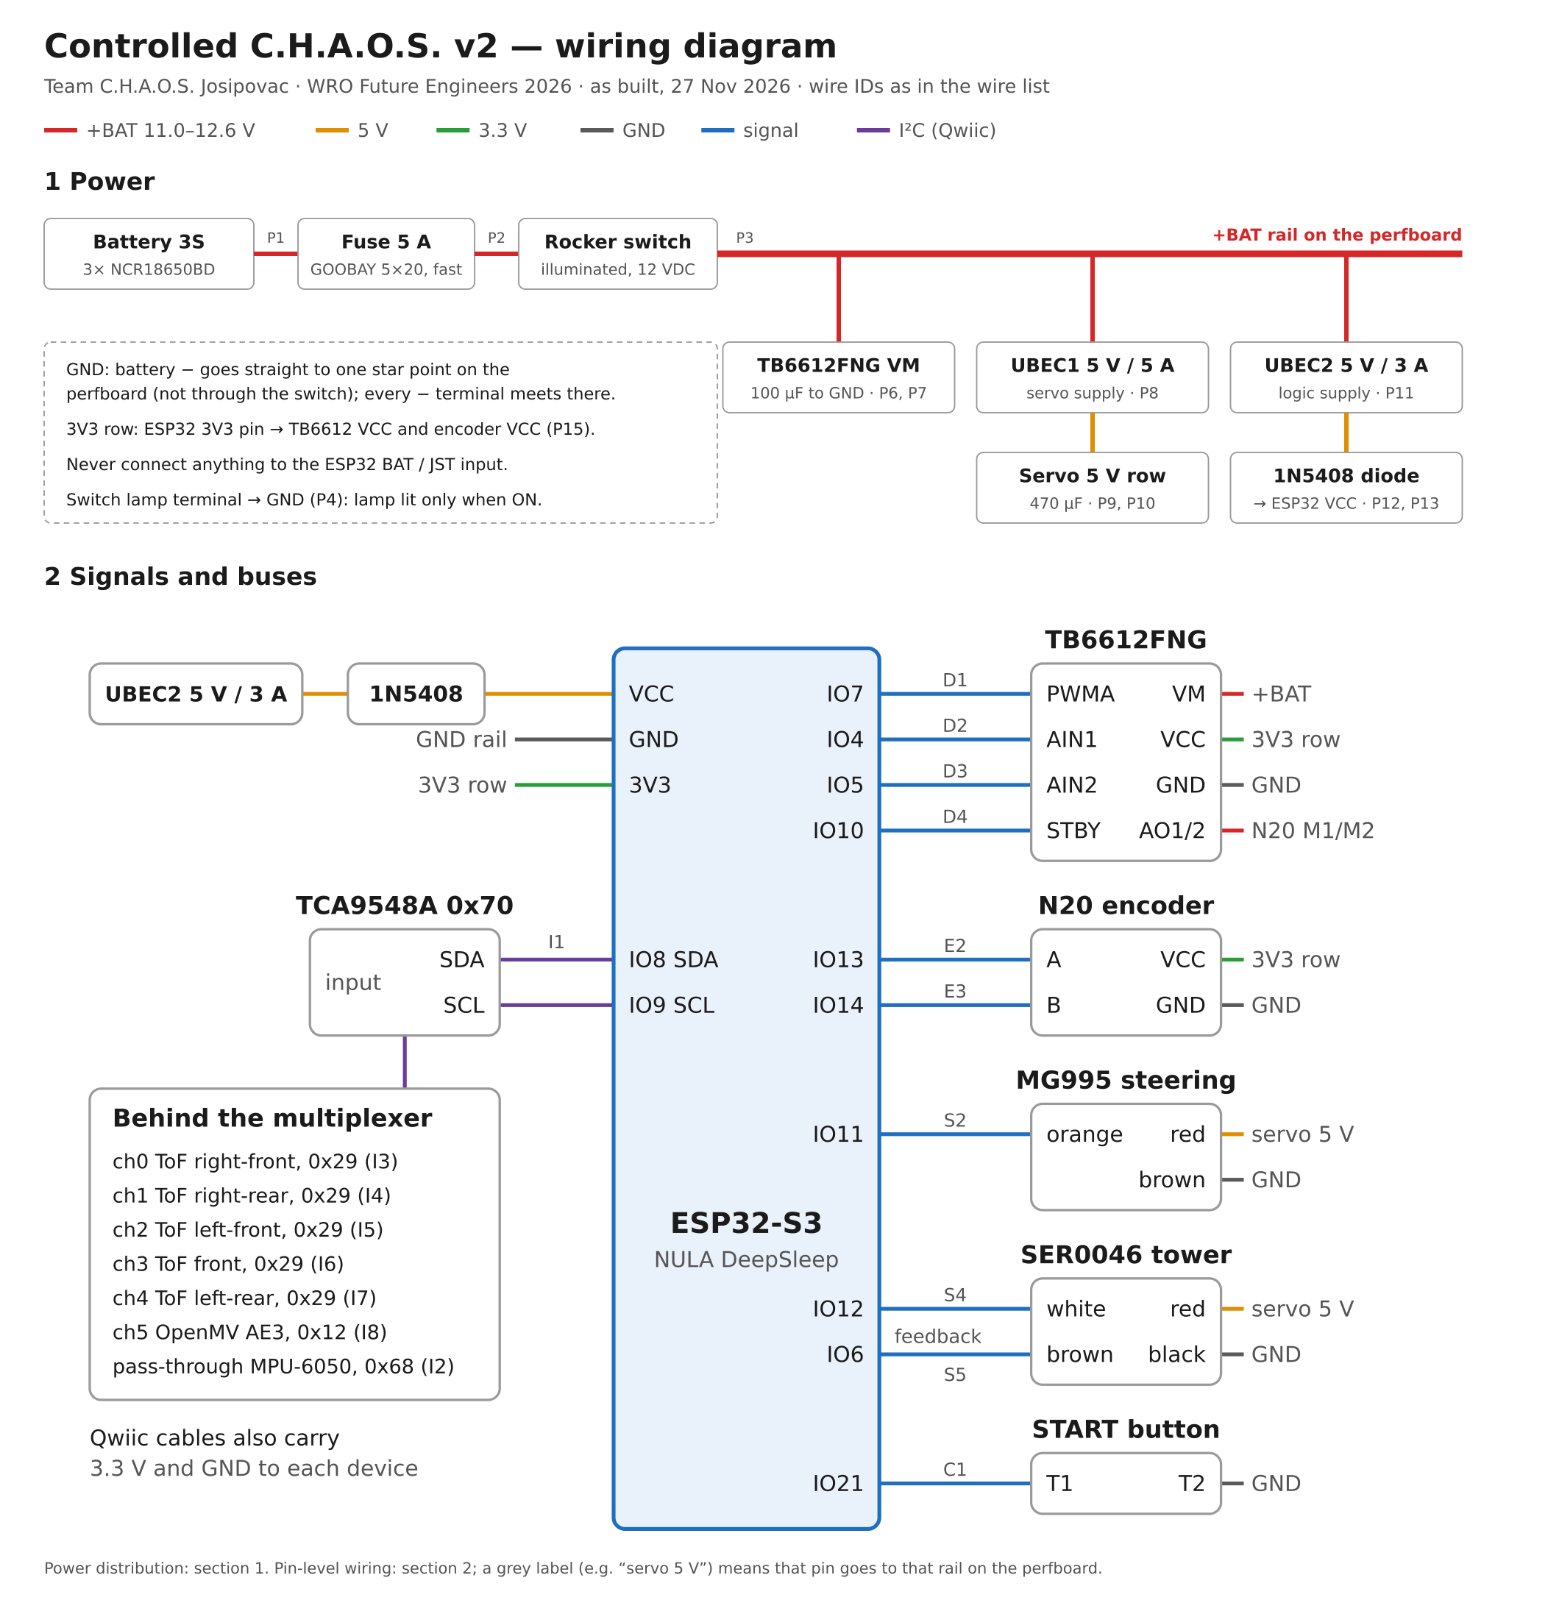 Controlled C.H.A.O.S. v2 — wiring diagram
Team C.H.A.O.S. Josipovac · WRO Future Engineers 2026 · as built, 27 Nov 2026 · wire IDs as in the wire list
+BAT 11.0–12.6 V
5 V
3.3 V
GND
signal
I²C (Qwiic)
1 Power
Battery 3S
3× NCR18650BD
P1
Fuse 5 A
GOOBAY 5×20, fast
P2
Rocker switch
illuminated, 12 VDC
P3
+BAT rail on the perfboard
GND: battery − goes straight to one star point on the
perfboard (not through the switch); every − terminal meets there.
3V3 row: ESP32 3V3 pin → TB6612 VCC and encoder VCC (P15).
Never connect anything to the ESP32 BAT / JST input.
Switch lamp terminal → GND (P4): lamp lit only when ON.
TB6612FNG VM
100 µF to GND · P6, P7
UBEC1 5 V / 5 A
servo supply · P8
UBEC2 5 V / 3 A
logic supply · P11
Servo 5 V row
470 µF · P9, P10
1N5408 diode
→ ESP32 VCC · P12, P13
2 Signals and buses
UBEC2 5 V / 3 A
1N5408
GND rail
3V3 row
VCC
GND
3V3
TCA9548A 0x70
input
SDA
SCL
I1
IO8 SDA
IO9 SCL
Behind the multiplexer
ch0 ToF right-front, 0x29 (I3)
ch1 ToF right-rear, 0x29 (I4)
ch2 ToF left-front, 0x29 (I5)
ch3 ToF front, 0x29 (I6)
ch4 ToF left-rear, 0x29 (I7)
ch5 OpenMV AE3, 0x12 (I8)
pass-through MPU-6050, 0x68 (I2)
Qwiic cables also carry
3.3 V and GND to each device
ESP32-S3
NULA DeepSleep
TB6612FNG
IO7
D1
PWMA
VM
+BAT
IO4
D2
AIN1
VCC
3V3 row
IO5
D3
AIN2
GND
GND
IO10
D4
STBY
AO1/2
N20 M1/M2
N20 encoder
IO13
E2
A
VCC
3V3 row
IO14
E3
B
GND
GND
MG995 steering
IO11
S2
orange
red
servo 5 V
brown
GND
SER0046 tower
IO12
S4
white
red
servo 5 V
IO6
feedback
S5
brown
black
GND
START button
IO21
C1
T1
T2
GND
Power distribution: section 1. Pin-level wiring: section 2; a grey label (e.g. “servo 5 V”) means that pin goes to that rail on the perfboard.